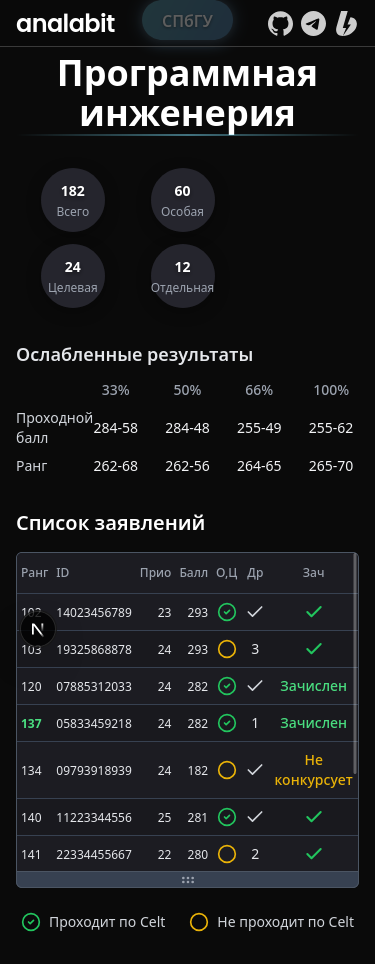 analabit СПбГУ
Программная
инженерия
182 60
Всего Особая
24 12
Целевая Отдельная
Ослабленные результаты
33% 50% 66% 100%
Проходной
балл 284-58 284-48 255-49 255-62
Ранг 262-68 262-56 264-65 265-70
Список заявлений
Ранг ID Прио Балл О,Ц Др Зач
14023456789 23 293
N
103 19325868878 24 293 3
120 07885312033 24 282 Зачислен
137 05833459218 24 282 1 Зачислен
134 09793918939 24 182 Не
конкурсует
140 11223344556 25 281
141 22334455667 22 280 2
Проходит по Celt Не проходит по Celt